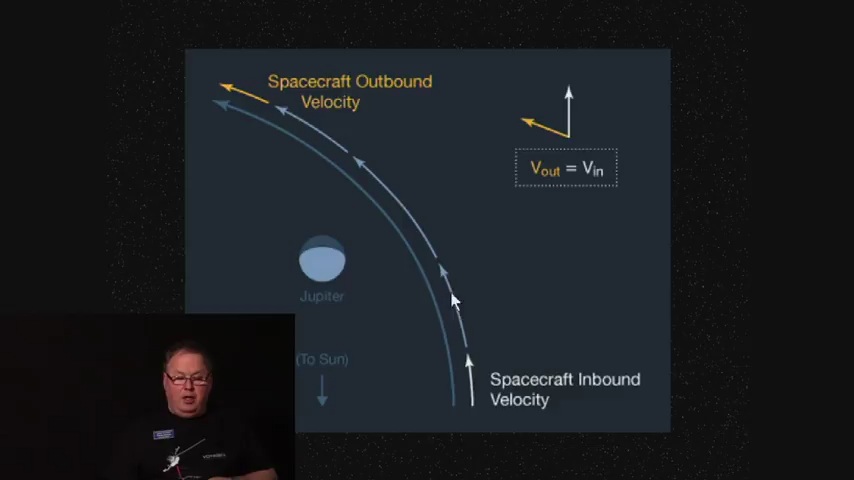 Spacecraft Outbound
Velocity
Vout = Vin
Jupiter
(To Sun)
Spacecraft Inbound
Velocity